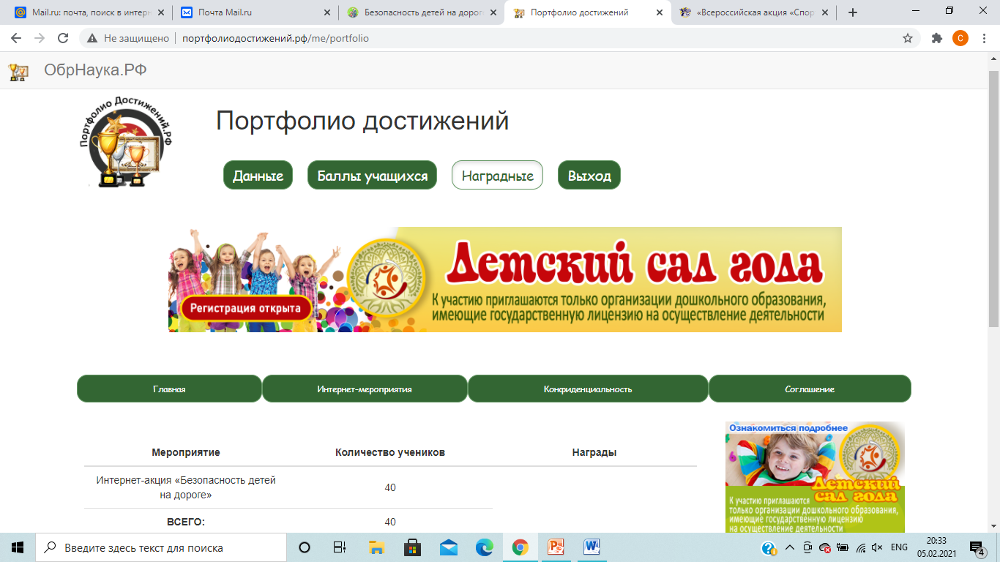 Mail.ru: почта, поиск в интерн
Почта Mail.ru
Безопасность детей на дорог
Портфолио достижений
«Всероссийская акция «Спор
Не защищено
портфолиодостижений.рф/me/portfolio
С
ОбрНаука.РФ
Портфолио Достижений.РФ
Портфолио достижений
Данные
Баллы учащихся
Наградные
Выход
Регистрация открыта
Детский сад года
К участию приглашаются только организации дошкольного образования,
имеющие государственную лицензию на осуществление деятельности
Главная
Интернет-мероприятия
Конфиденциальность
Соглашение
Мероприятие
Количество учеников
Награды
Интернет-акция «Безопасность детей
на дороге»
40
ВСЕГО:
40
Ознакомиться подробнее
Детский
сад года
К участию приглашаются
только организации дошкольного образования,
имеющие государственную лицензию
на осуществление деятельности
Введите здесь текст для поиска
ENG
20:33
05.02.2021
4